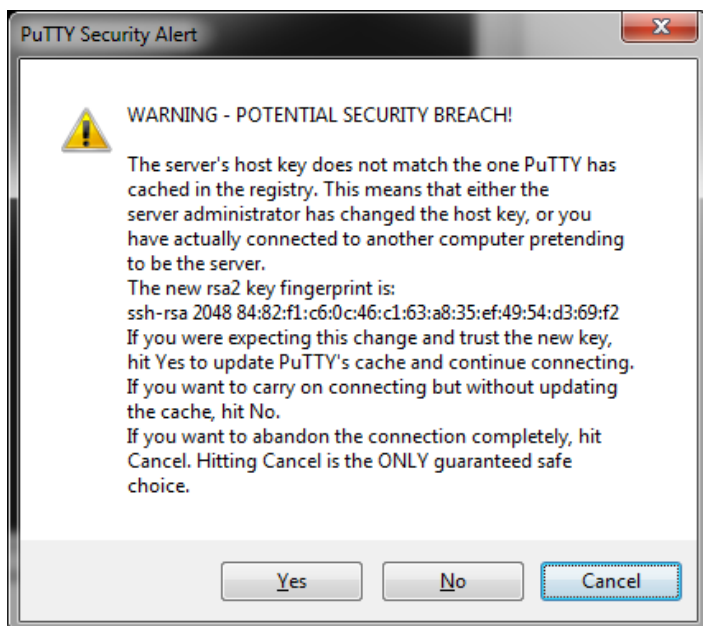 PuTTY Security Alert
WARNING - POTENTIAL SECURITY BREACH!
The server's host key does not match the one PuTTY has
cached in the registry. This means that either the
server administrator has changed the host key, or you
have actually connected to another computer pretending
to be the server.
The new rsa2 key fingerprint is:
ssh-rsa 2048 84:82:f1:c6:0c:46:c1:63:a8:35:ef:49:54:d3:69:f2
If you were expecting this change and trust the new key,
hit Yes to update PuTTY's cache and continue connecting.
If you want to carry on connecting but without updating
the cache, hit No.
If you want to abandon the connection completely, hit
Cancel. Hitting Cancel is the ONLY guaranteed safe
choice.
Yes No Cancel